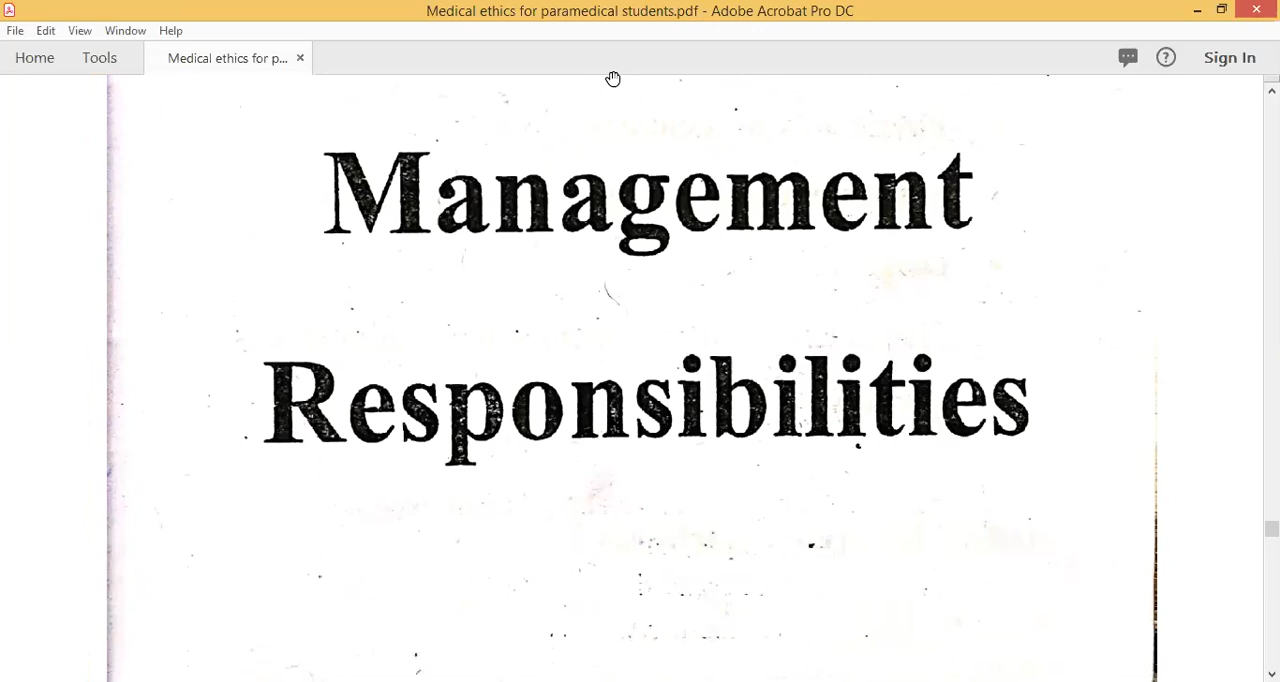 Medical ethics for paramedical students.pdf - Adobe Acrobat Pro DC
File Edit View Window Help
Home Tools Medical ethics for p... Sign In
Management
Responsibilities